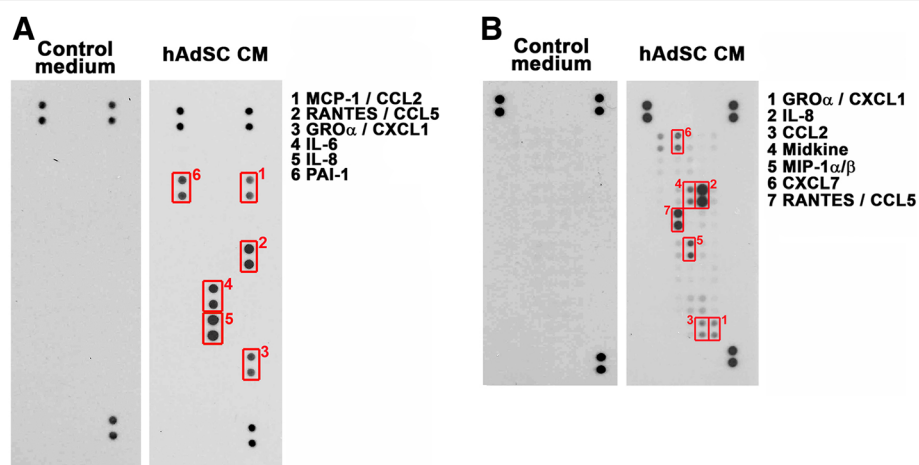 A
Control
medium
hAdSC CM
1 MCP-1 / CCL2
2 RANTES / CCL5
3 GROα / CXCL1
4 IL-6
5 IL-8
6 PAI-1
6
1
2
4
5
3
B
Control
medium
hAdSC CM
1 GROα / CXCL1
2 IL-8
3 CCL2
4 Midkine
5 MIP-1α/β
6 CXCL7
7 RANTES / CCL5
6
4
2
7
5
3
1